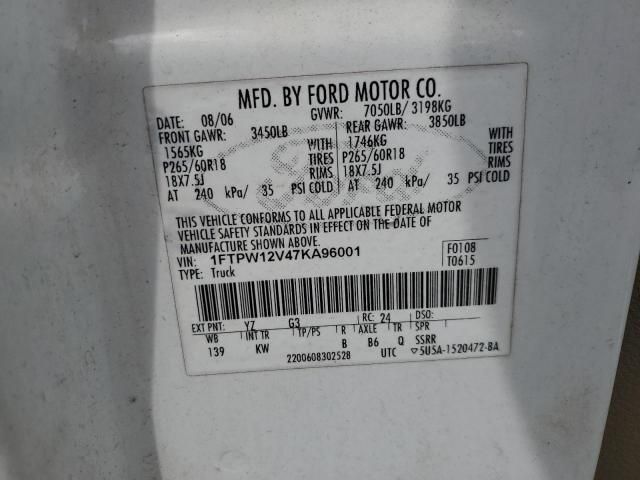 MFD. BY FORD MOTOR CO.
DATE: 08/06 GVWR: 7050LB/ 3198KG
FRONT GAWR: 3450LB REAR GAWR: 3850LB
1565KG WITH 1746KG WITH
P265/60R18 TIRES P265/60R18 TIRES
18X7.5J RIMS 18X7.5J RIMS
AT 240 kPa/ 35 PSI COLD AT 240 kPa/ 35 PSI COLD
THIS VEHICLE CONFORMS TO ALL APPLICABLE FEDERAL MOTOR
VEHICLE SAFETY STANDARDS IN EFFECT ON THE DATE OF
MANUFACTURE SHOWN ABOVE.
VIN: 1FTPW12V47KA96001 F0108
TYPE: Truck T0615
EXT PNT: YZ G3 RC: 24 DSO:
WB INT TR TP/PS R AXLE TR SPR
139 KW B B6 Q SSRR
2200608302528 UTC ▽5U5A-1520472-BA
Ford